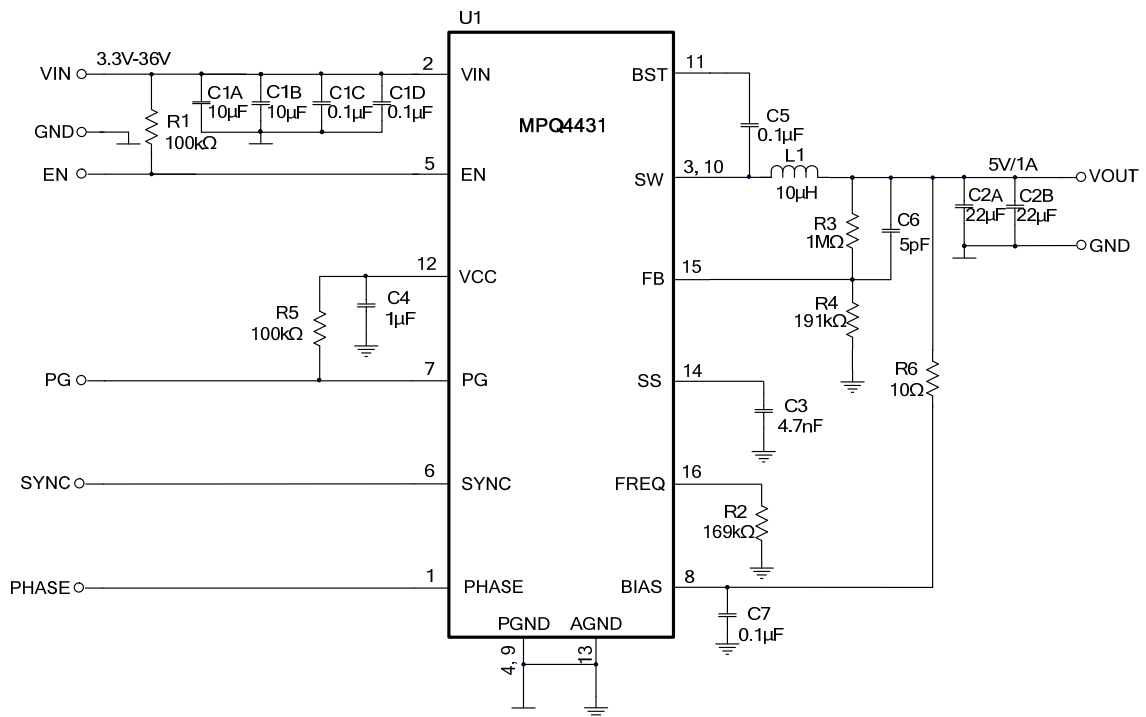 U1
3.3V-36V
VIN
2
VIN
C1A
10µF
C1B
10µF
C1C
0.1µF
C1D
0.1µF
GND
R1
100kΩ
EN
5
EN
MPQ4431
11
BST
C5
0.1µF
L1
10µH
3, 10
SW
5V/1A
VOUT
C2A
22µF
C2B
22µF
GND
R3
1MΩ
C6
5pF
12
VCC
15
FB
C4
1µF
R5
100kΩ
R4
191kΩ
PG
7
PG
14
SS
C3
4.7nF
R6
10Ω
SYNC
6
SYNC
16
FREQ
R2
169kΩ
PHASE
1
PHASE
8
BIAS
C7
0.1µF
PGND
AGND
4, 9
13